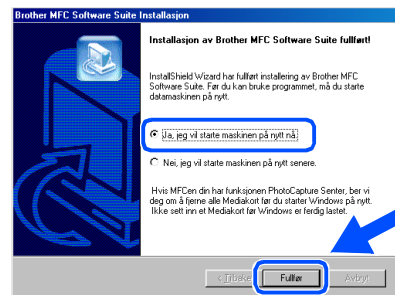 Brother MFC Software Suite Installasjon
Installasjon av Brother MFC Software Suite fullført!
InstallShield Wizard har fullført installering av Brother MFC
Software Suite. Før du kan bruke programmet, må du starte
datamaskinen på nytt.
Ja, jeg vil starte maskinen på nytt nå.
Nei, jeg vil starte maskinen på nytt senere.
Hvis MFCen din har funksjonen PhotoCapture Senter, ber vi
deg om å fjerne alle Mediakort før du starter Windows på nytt.
Ikke sett inn et Mediakort før Windows er ferdig lastet.
< Tilbake Fullfør Avbryt